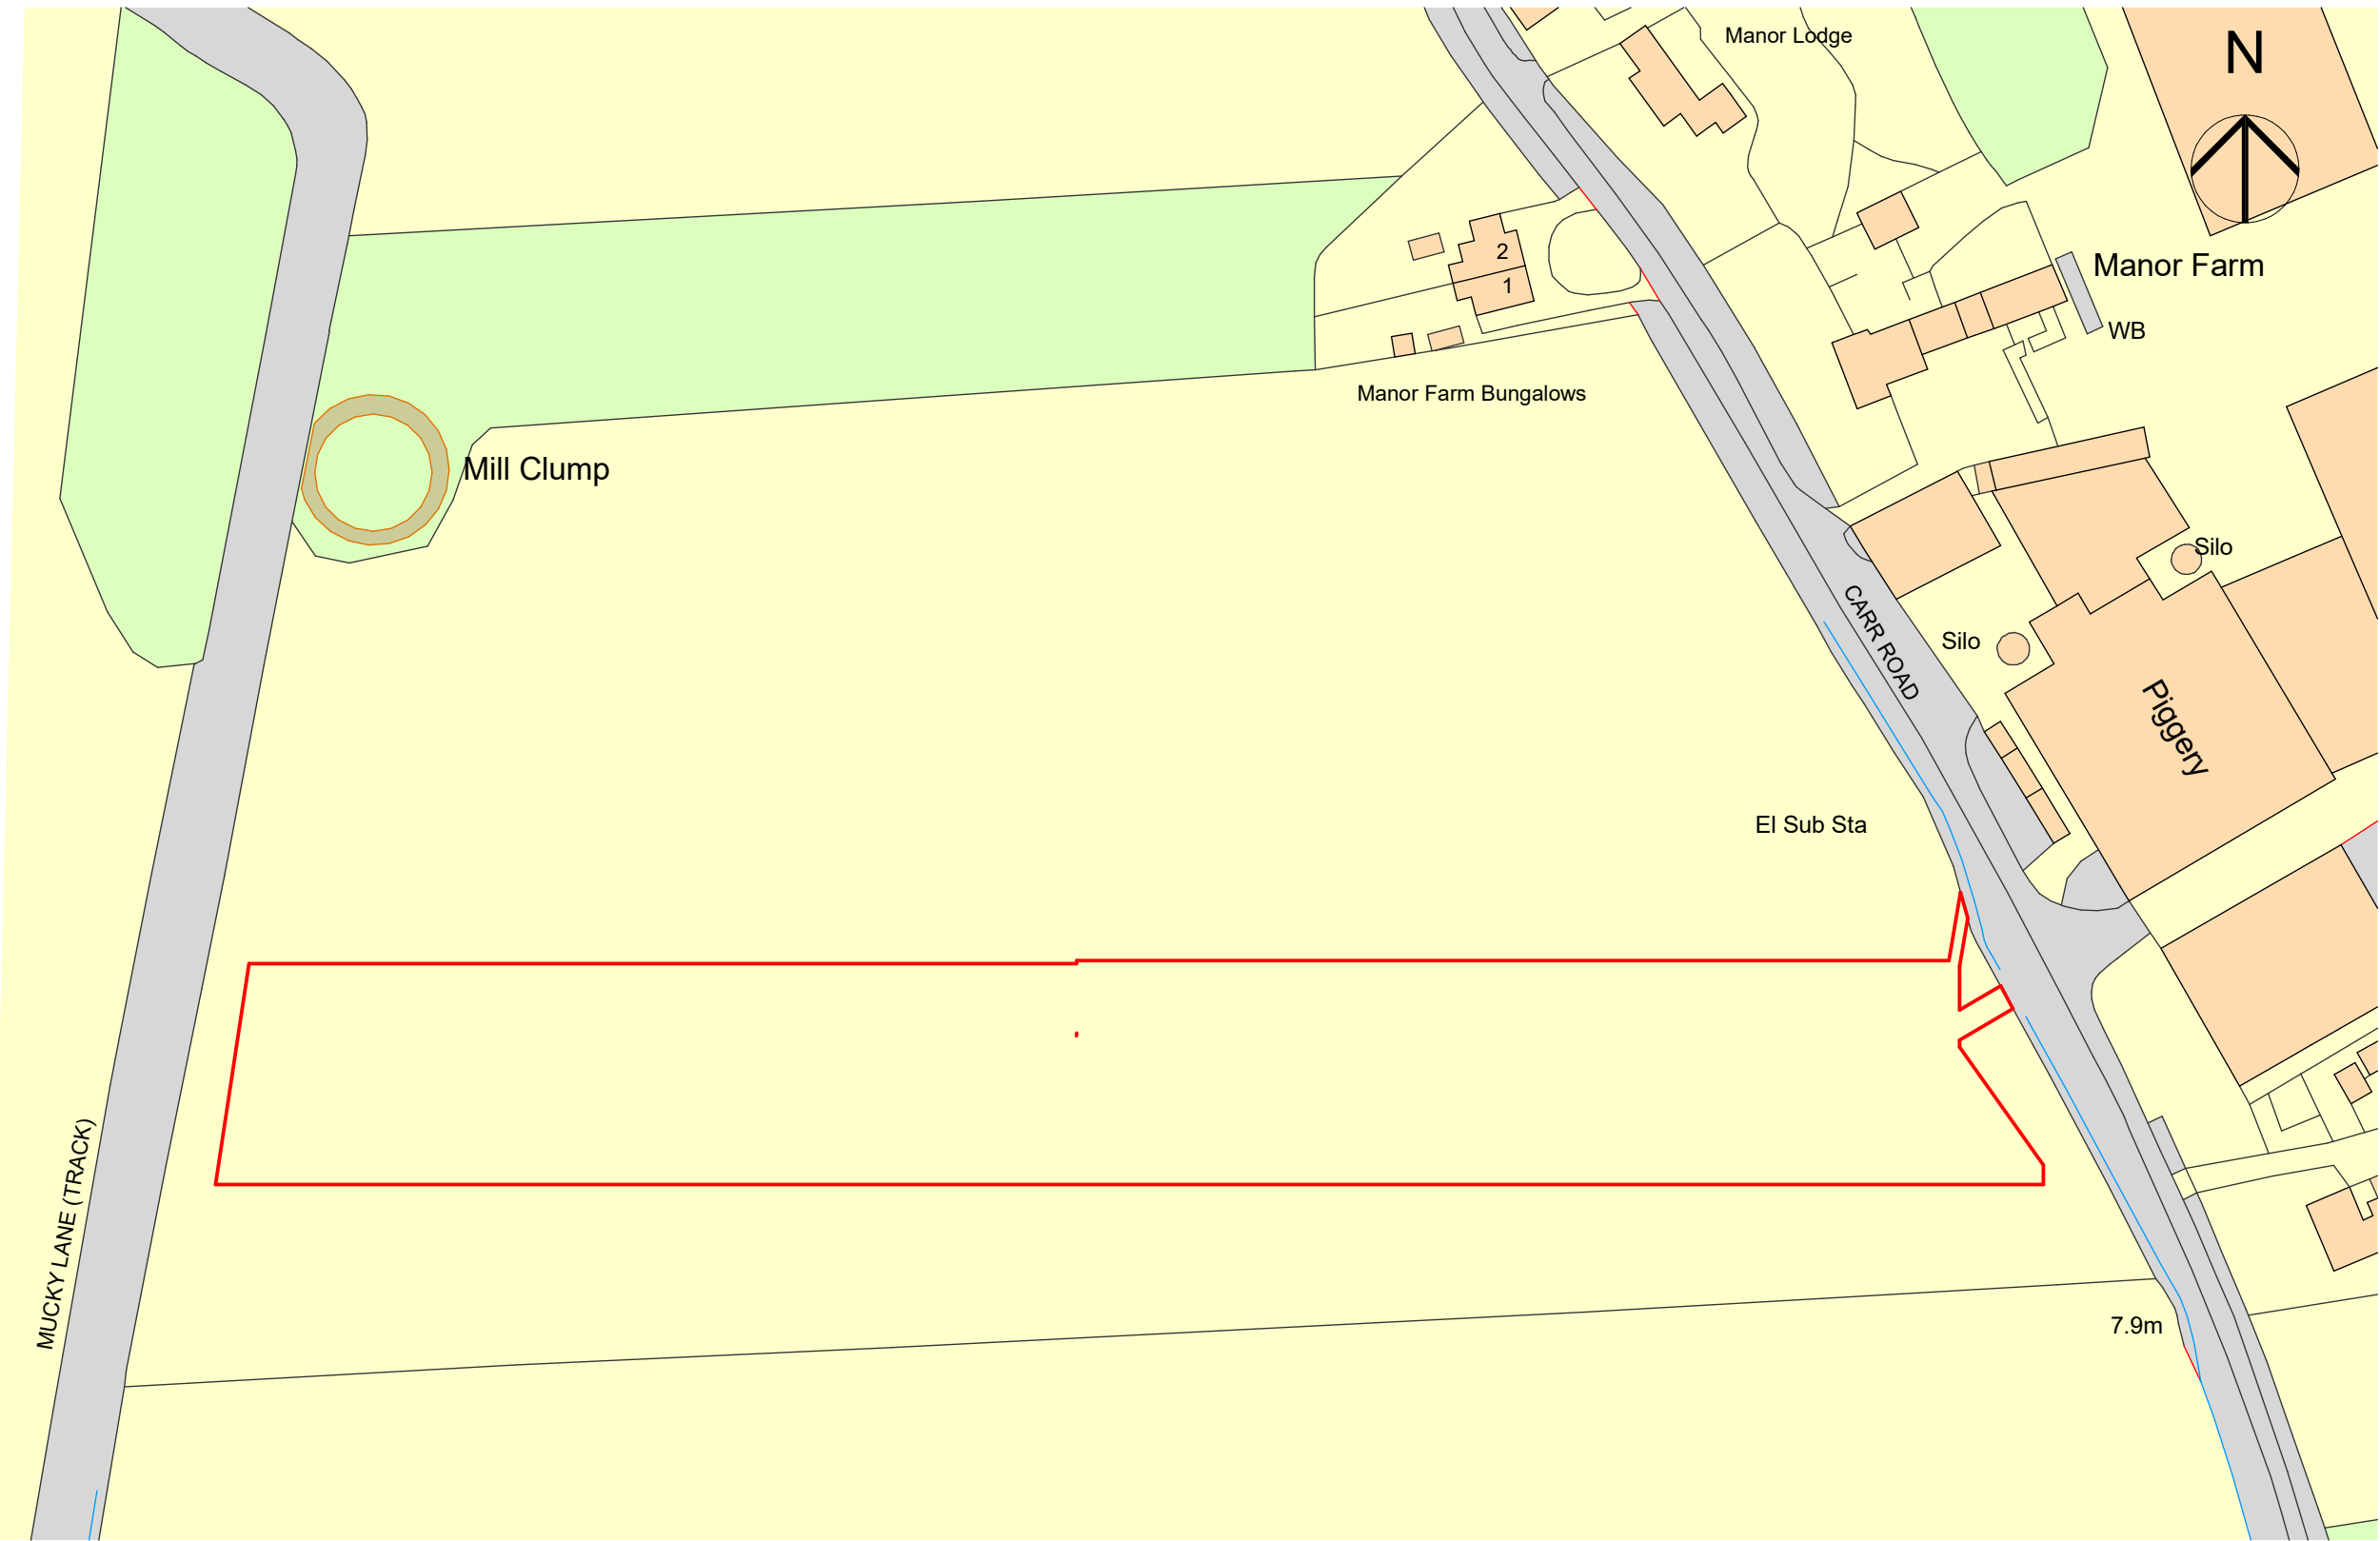 Manor Lodge
N
2
1
Manor Farm
WB
Manor Farm Bungalows
Mill Clump
Silo
CARR ROAD
Silo
Piggery
El Sub Sta
MUCKY LANE (TRACK)
7.9m